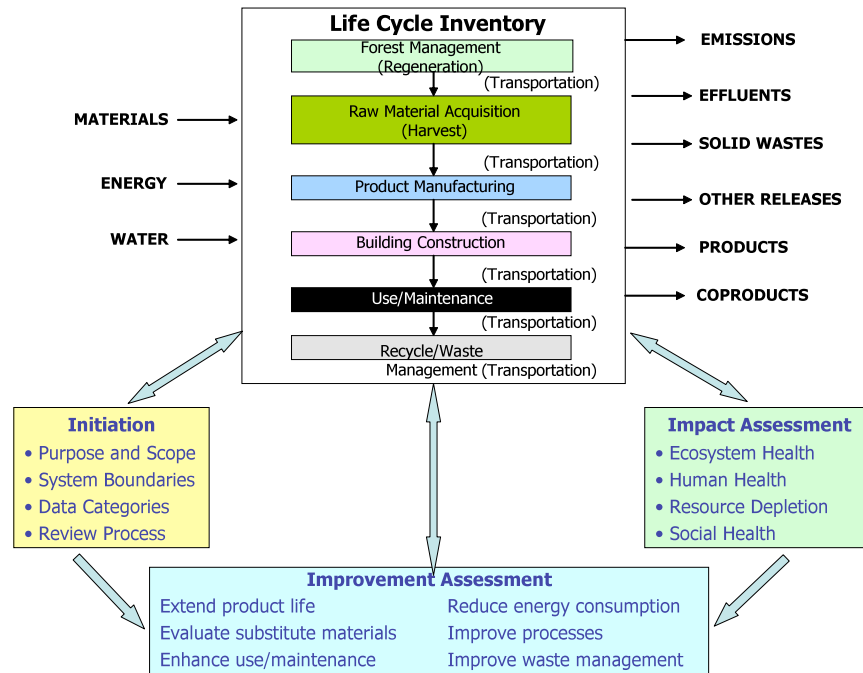 Life Cycle Inventory
Forest Management
(Regeneration)
(Transportation)
Raw Material Acquisition
(Harvest)
(Transportation)
Product Manufacturing
(Transportation)
Building Construction
(Transportation)
Use/Maintenance
(Transportation)
Recycle/Waste
Management (Transportation)
MATERIALS
ENERGY
WATER
EMISSIONS
EFFLUENTS
SOLID WASTES
OTHER RELEASES
PRODUCTS
COPRODUCTS
Initiation
• Purpose and Scope
• System Boundaries
• Data Categories
• Review Process
Impact Assessment
• Ecosystem Health
• Human Health
• Resource Depletion
• Social Health
Improvement Assessment
Extend product life
Evaluate substitute materials
Enhance use/maintenance
Reduce energy consumption
Improve processes
Improve waste management